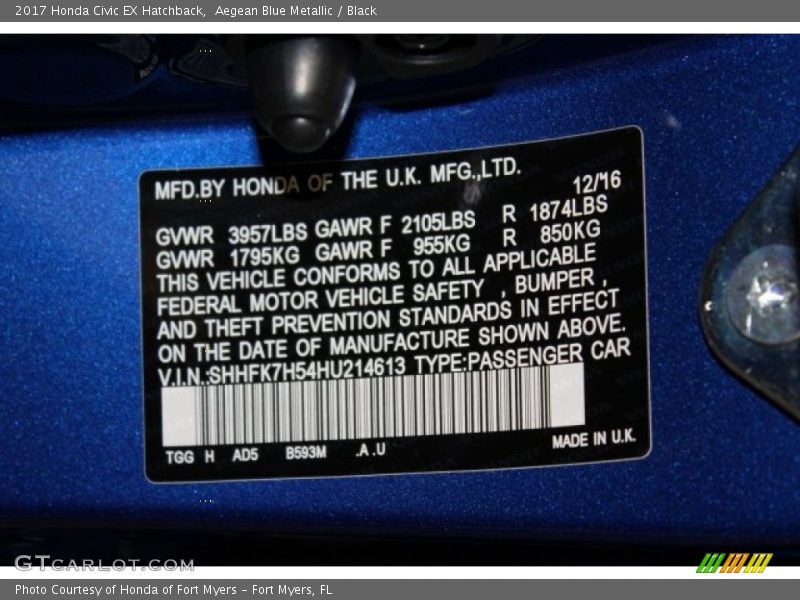 2017 Honda Civic EX Hatchback,  Aegean Blue Metallic / Black
MFD.BY HONDA OF THE U.K. MFG.,LTD.
12/'16
GVWR 3957LBS GAWR F 2105LBS R 1874LBS
GVWR 1795KG GAWR F 955KG R 850KG
THIS VEHICLE CONFORMS TO ALL APPLICABLE
FEDERAL MOTOR VEHICLE SAFETY , BUMPER ,
AND THEFT PREVENTION STANDARDS IN EFFECT
ON THE DATE OF MANUFACTURE SHOWN ABOVE.
V.I.N.:SHHFK7H54HU214613 TYPE:PASSENGER CAR
TGG H AD5 B593M .A.U
MADE IN U.K.
GTCARLOT.COM
Photo Courtesy of Honda of Fort Myers – Fort Myers, FL